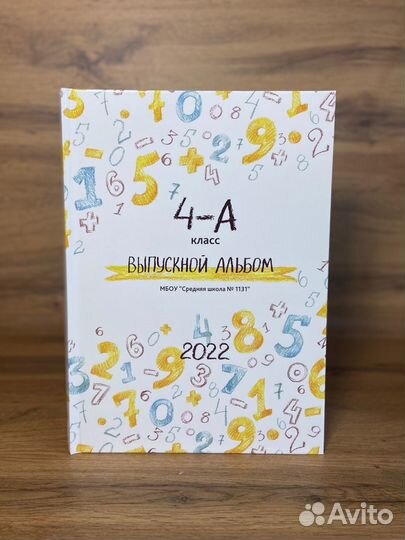 4-А
класс
ВЫПУСКНОЙ АЛЬБОМ
МБОУ "Средняя школа № 1131"
2022
Avito